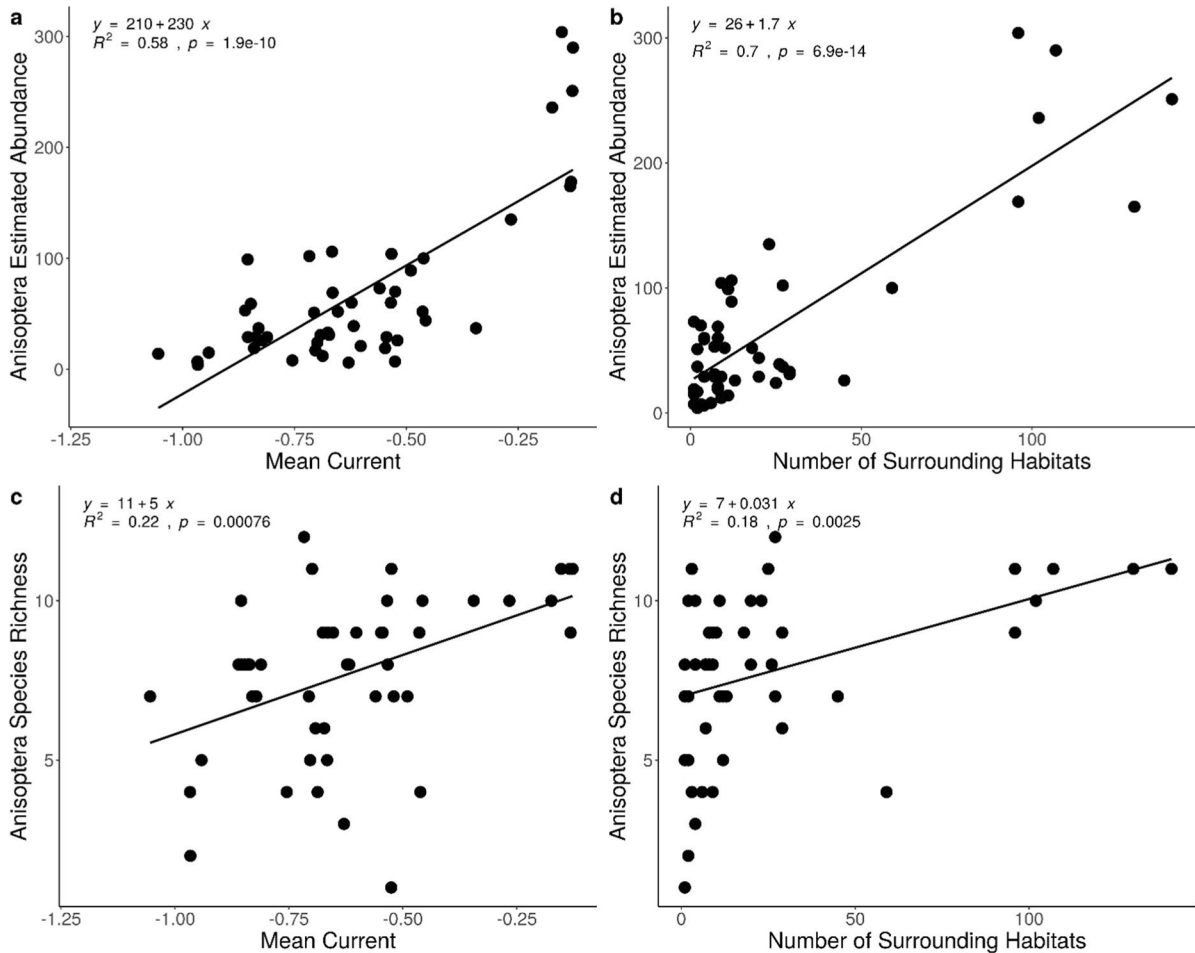 a
y = 210 + 230 x
R² = 0.58 , p = 1.9e-10
Anisoptera Estimated Abundance
300
200
100
0
-1.25
-1.00
-0.75
-0.50
-0.25
Mean Current
b
y = 26 + 1.7 x
R² = 0.7 , p = 6.9e-14
Anisoptera Estimated Abundance
300
200
100
0
0
50
100
Number of Surrounding Habitats
c
y = 11 + 5 x
R² = 0.22 , p = 0.00076
Anisoptera Species Richness
10
5
-1.25
-1.00
-0.75
-0.50
-0.25
Mean Current
d
y = 7 + 0.031 x
R² = 0.18 , p = 0.0025
Anisoptera Species Richness
10
5
0
50
100
Number of Surrounding Habitats